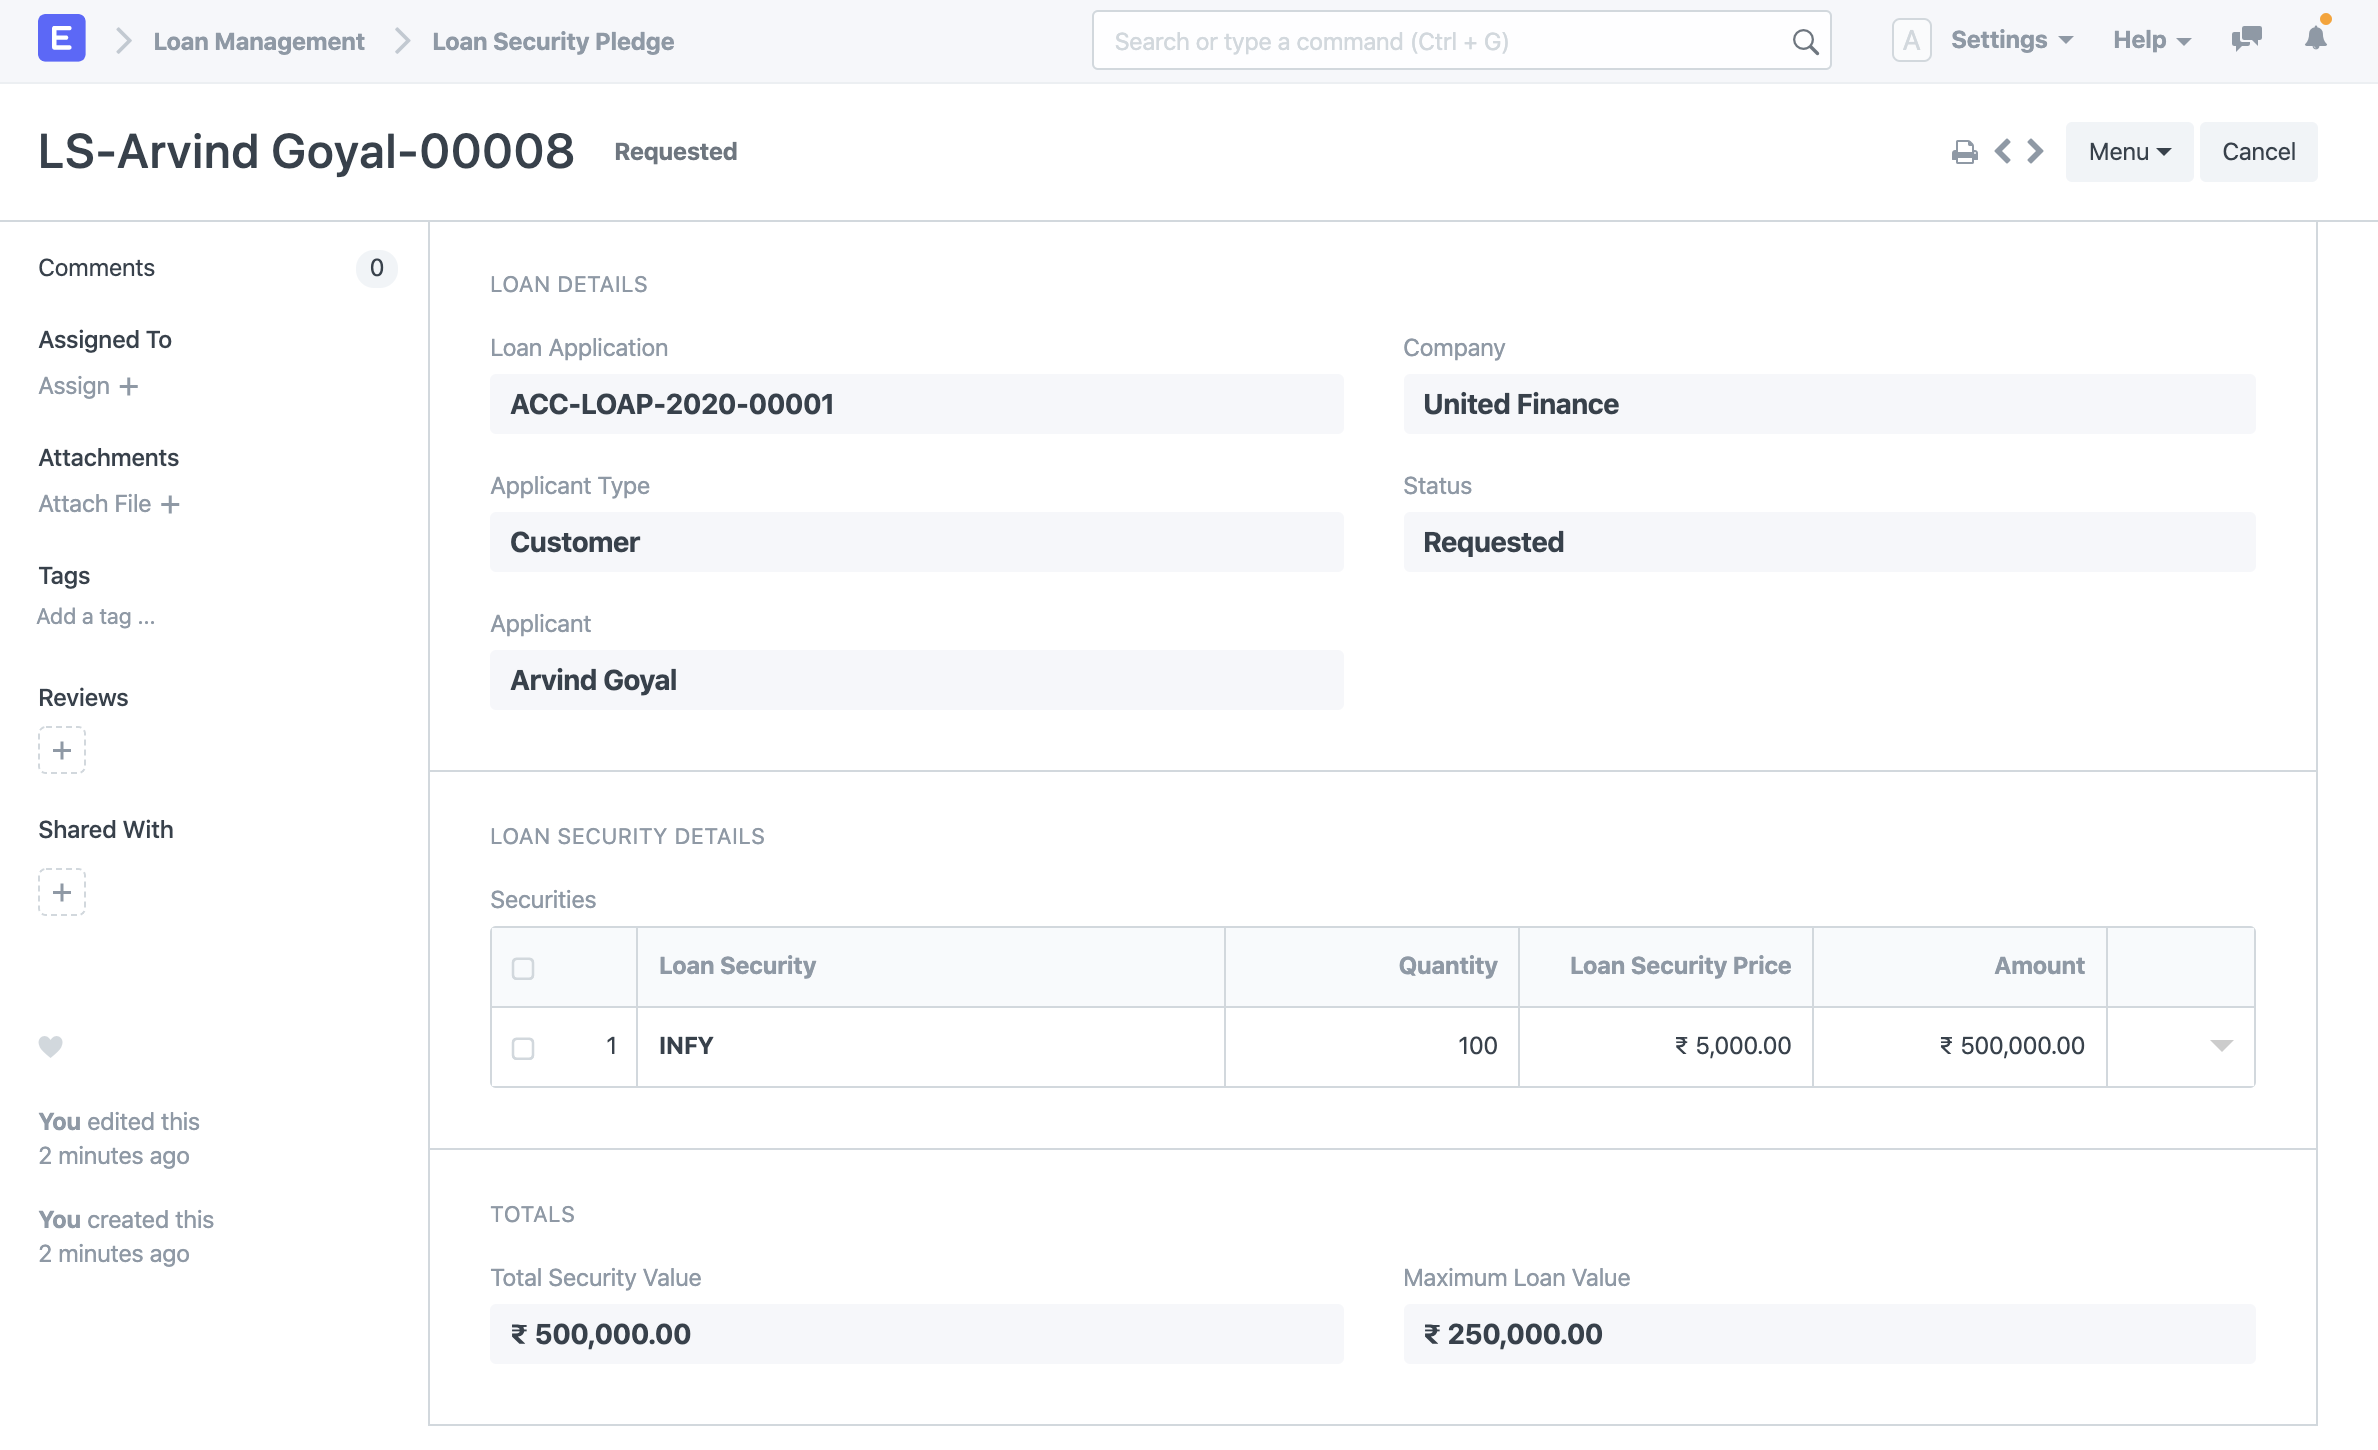 E Loan Management Loan Security Pledge Search or type a command (Ctrl + G) A Settings Help
LS-Arvind Goyal-00008 Requested Menu Cancel
Comments 0
Assigned To
Assign +
Attachments
Attach File +
Tags
Add a tag ...
Reviews
+
Shared With
+
You edited this
2 minutes ago
You created this
2 minutes ago
LOAN DETAILS
Loan Application
ACC-LOAP-2020-00001
Company
United Finance
Applicant Type
Customer
Status
Requested
Applicant
Arvind Goyal
LOAN SECURITY DETAILS
Securities
Loan Security Quantity Loan Security Price Amount
1 INFY 100 ₹ 5,000.00 ₹ 500,000.00
TOTALS
Total Security Value
₹ 500,000.00
Maximum Loan Value
₹ 250,000.00